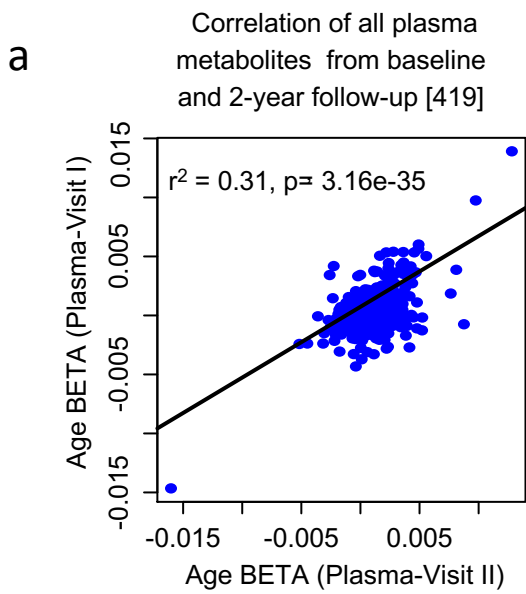 a
Correlation of all plasma
metabolites from baseline
and 2-year follow-up [419]
r² = 0.31, p= 3.16e-35
Age BETA (Plasma-Visit I)
0.015
0.005
-0.005
-0.015
-0.015
-0.005
0.005
Age BETA (Plasma-Visit II)